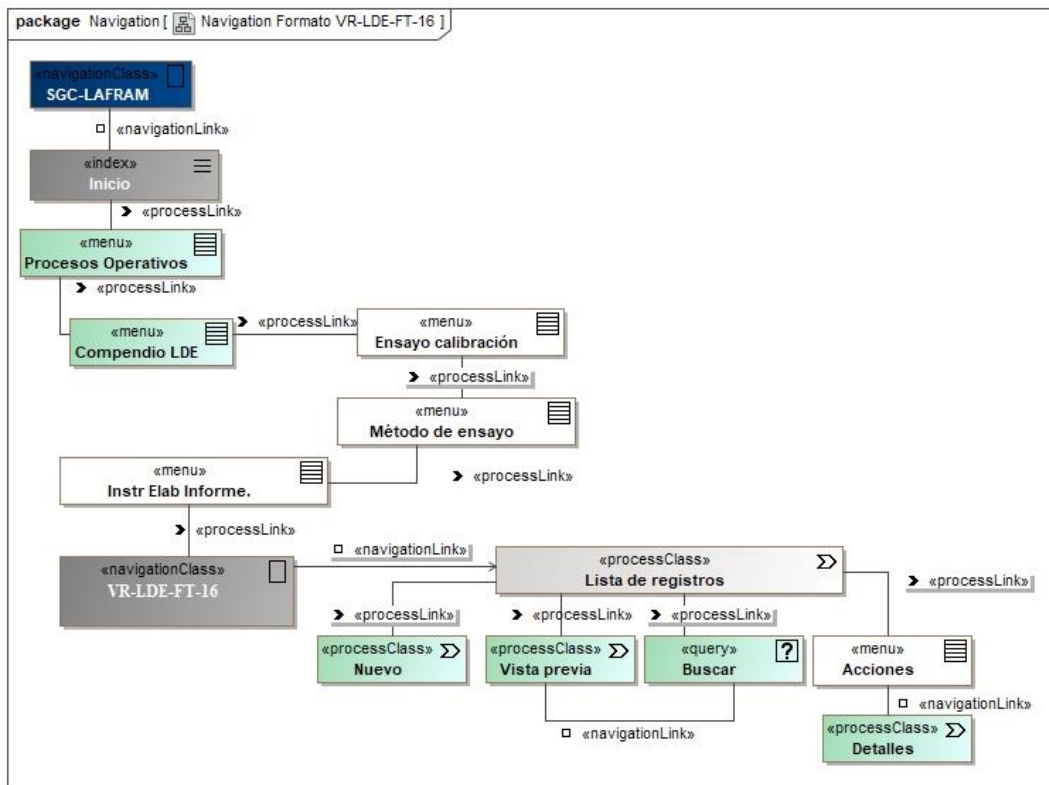 package Navigation [ Navigation Formato VR-LDE-FT-16 ]
«navigationClass»
SGC-LAFRAM
«navigationLink»
«index»
Inicio
«processLink»
«menu»
Procesos Operativos
«processLink»
«menu»
Compendio LDE
«processLink»
«menu»
Ensayo calibración
«processLink»
«menu»
Método de ensayo
«processLink»
«menu»
Instr Elab Informe.
«processLink»
«navigationClass»
VR-LDE-FT-16
«navigationLink»
«processClass»
Lista de registros
«processLink»
«processLink»
«processLink»
«processLink»
«processClass»
Nuevo
«processClass»
Vista previa
«query»
Buscar
«menu»
Acciones
«navigationLink»
«navigationLink»
«processClass»
Detalles